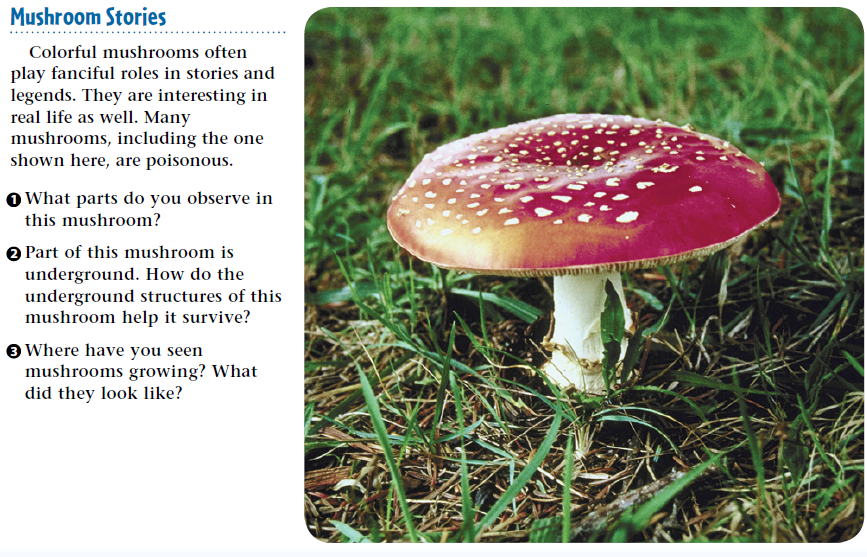 Mushroom Stories
Colorful mushrooms often
play fanciful roles in stories and
legends. They are interesting in
real life as well. Many
mushrooms, including the one
shown here, are poisonous.
1 What parts do you observe in
this mushroom?
2 Part of this mushroom is
underground. How do the
underground structures of this
mushroom help it survive?
3 Where have you seen
mushrooms growing? What
did they look like?